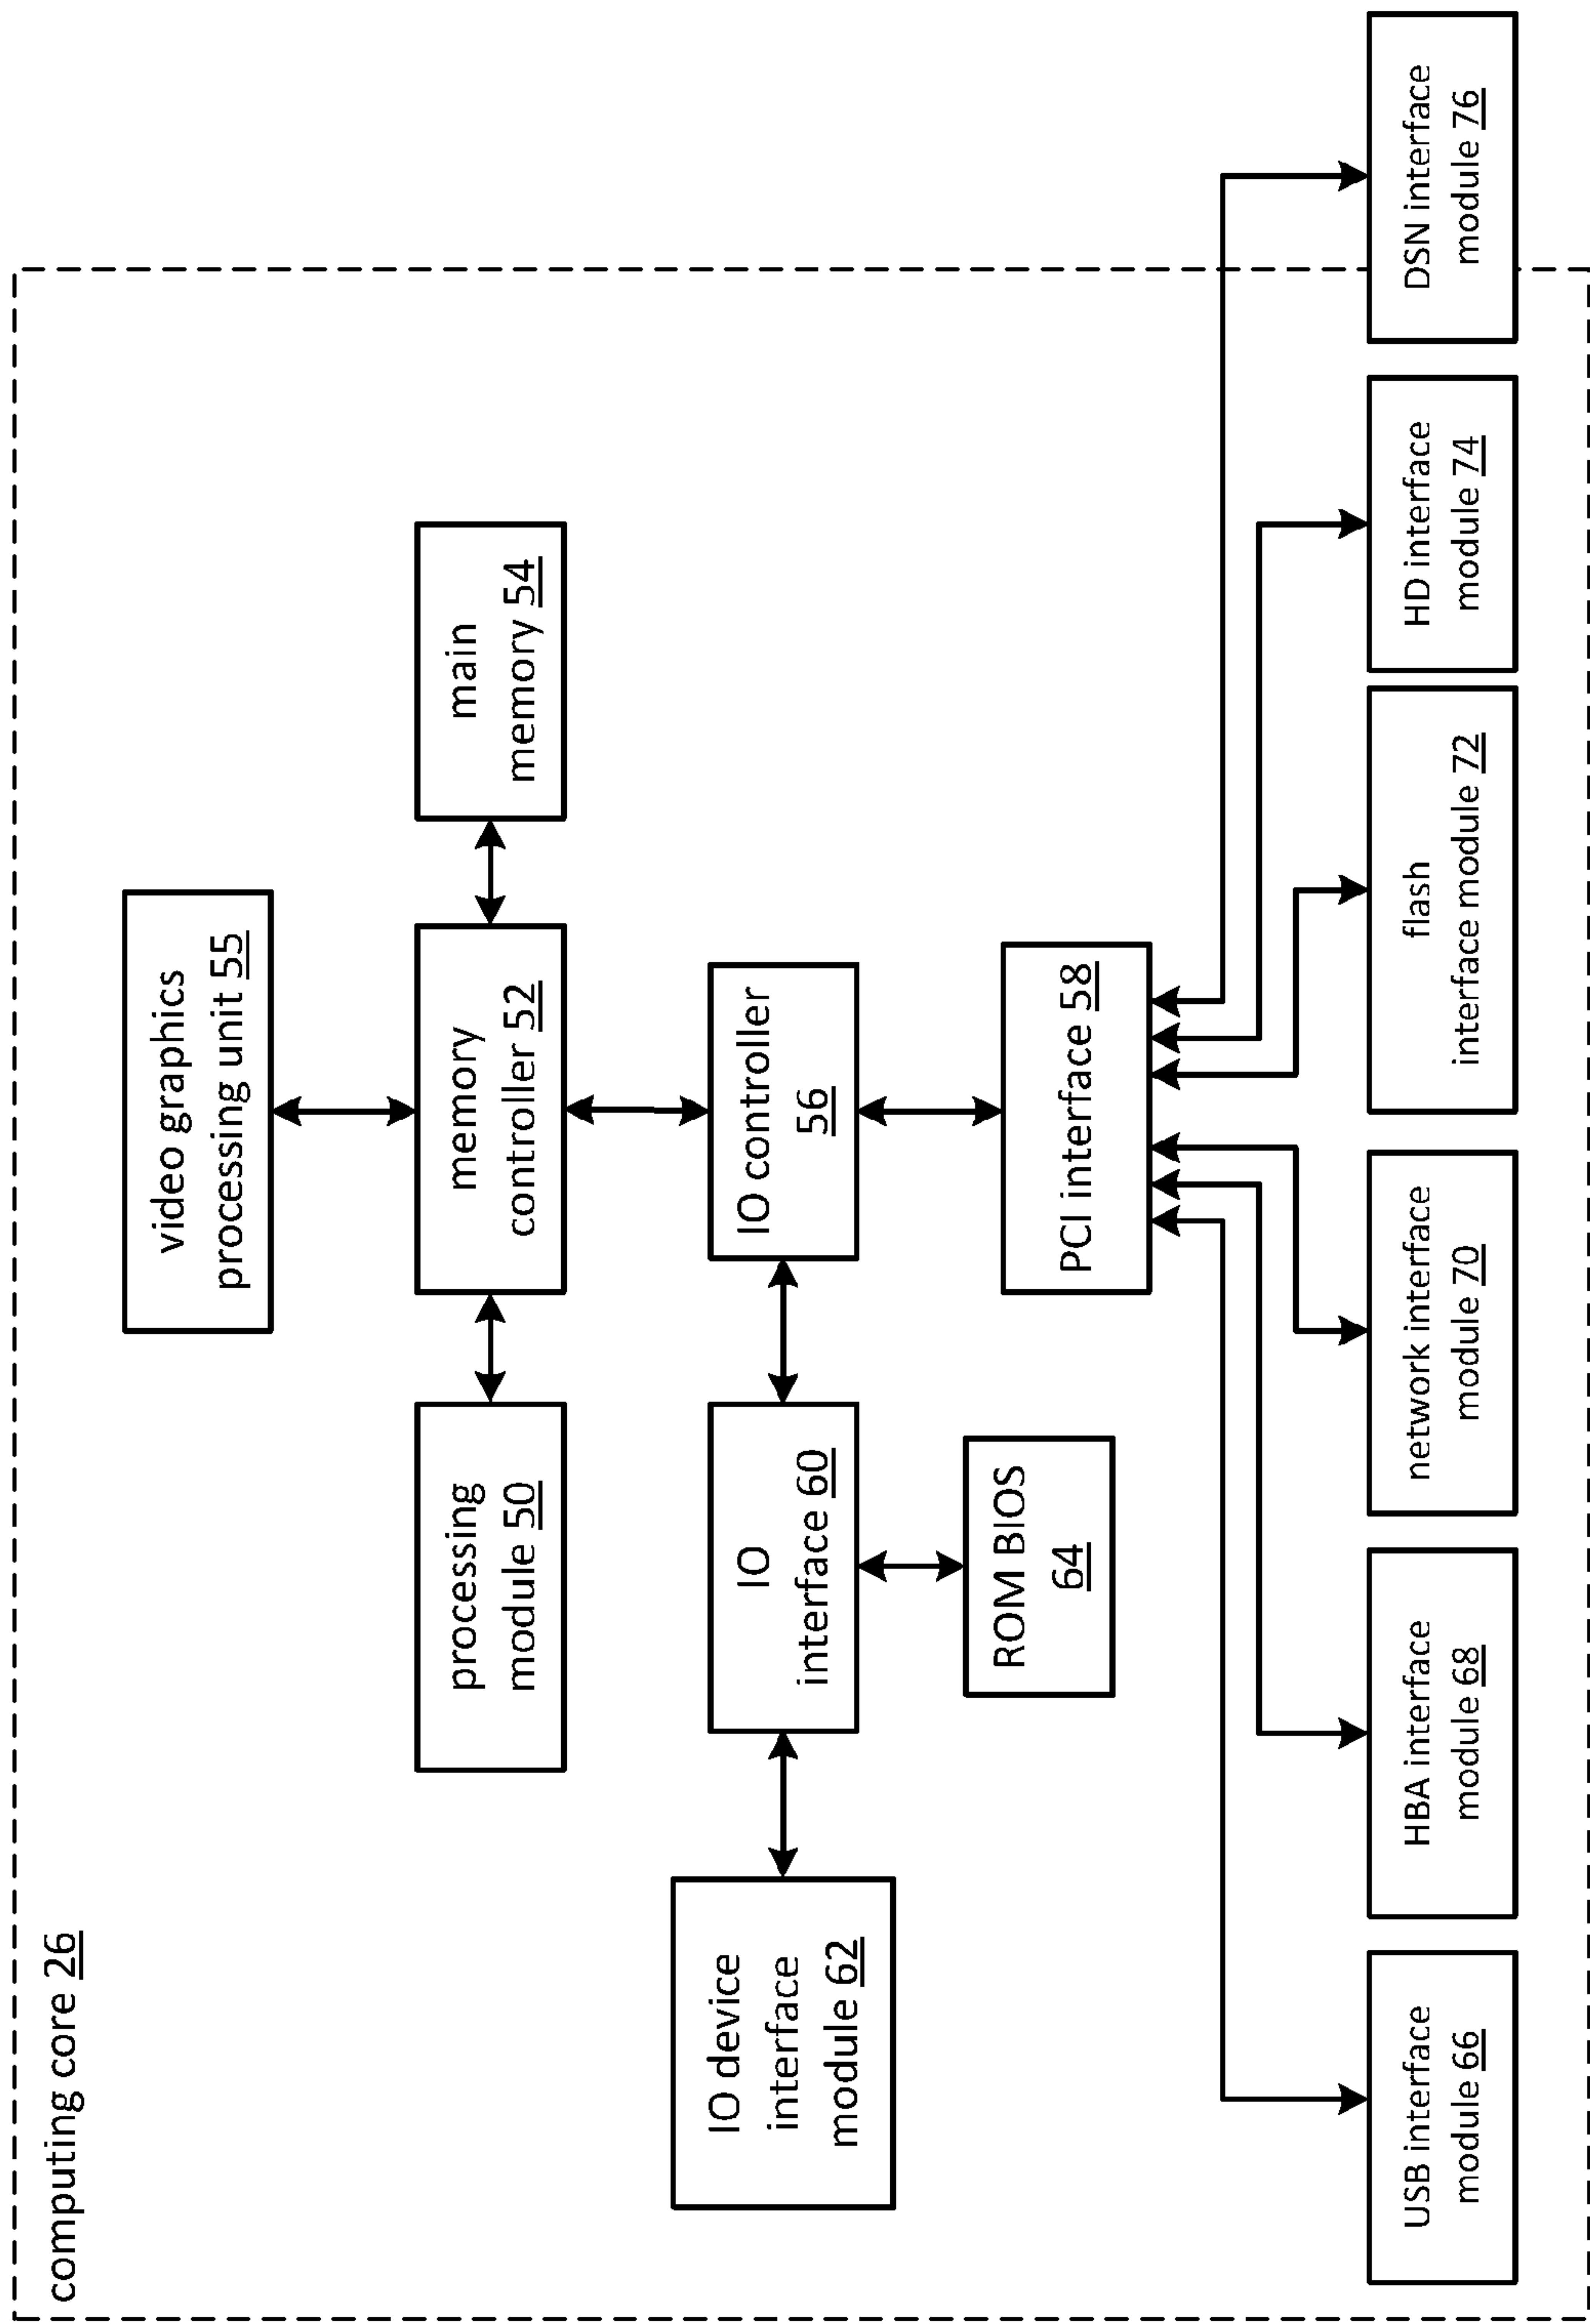 computing core 26
video graphics
processing unit 55
processing
module 50
memory
controller 52
main
memory 54
IO device
interface
module 62
IO
interface 60
IO controller
56
ROM BIOS
64
PCI interface 58
USB interface
module 66
HBA interface
module 68
network interface
module 70
flash
interface module 72
HD interface
module 74
DSN interface
module 76